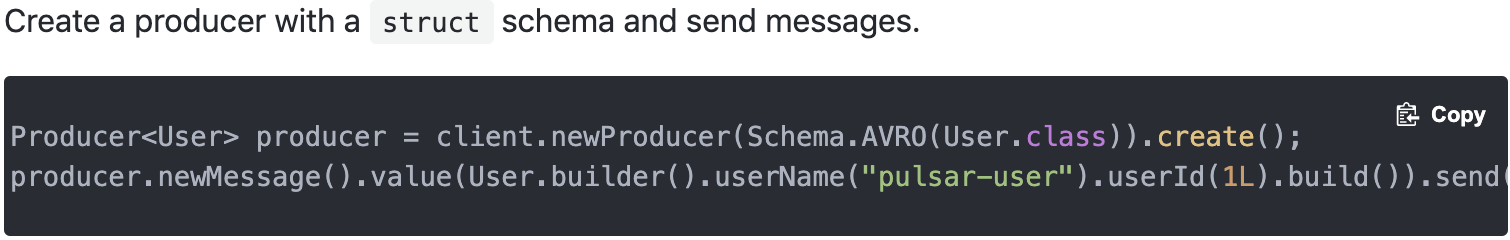 Create a producer with a struct schema and send messages.
Copy
Producer<User> producer = client.newProducer(Schema.AVRO(User.class)).create();
producer.newMessage().value(User.builder().userName("pulsar-user").userId(1L).build()).send(